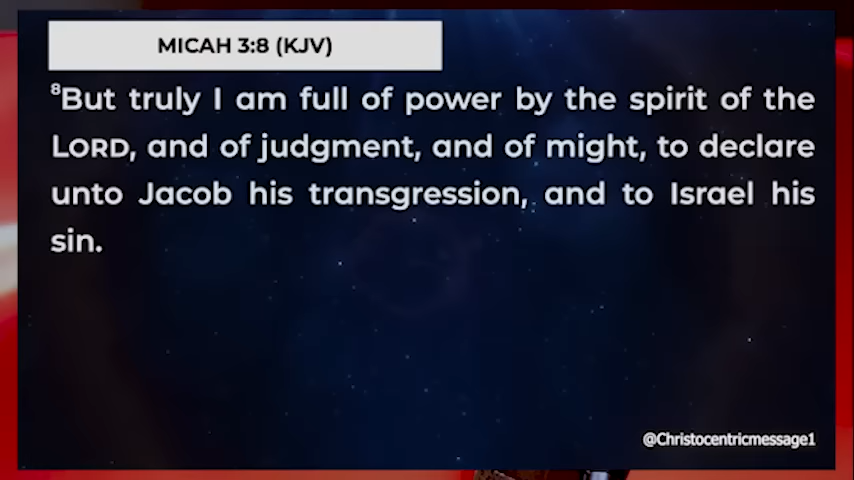 MICAH 3:8 (KJV)
8But truly I am full of power by the spirit of the
LORD, and of judgment, and of might, to declare
unto Jacob his transgression, and to Israel his
sin.
@Christocentricmessage1